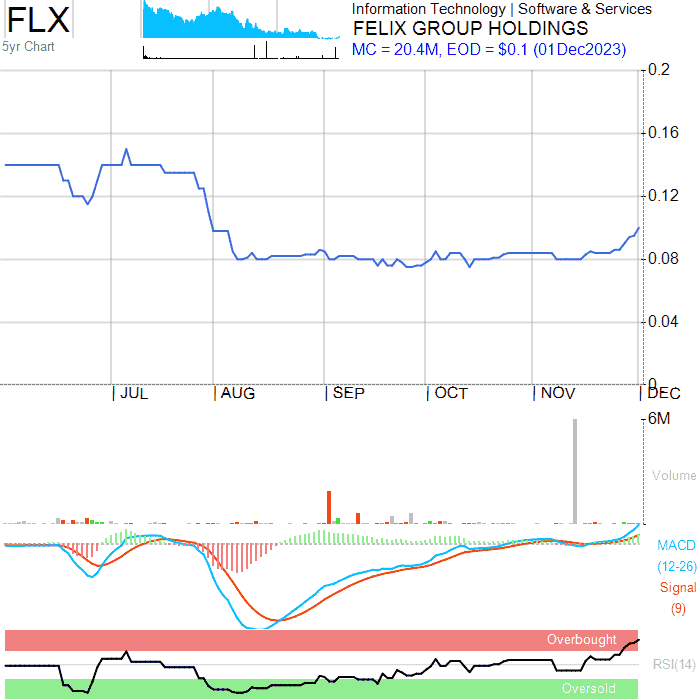 FLX
5yr Chart
Information Technology | Software & Services
FELIX GROUP HOLDINGS
MC = 20.4M, EOD = $0.1 (01Dec2023)
0.2
0.16
0.12
0.08
0.04
0
| JUL | AUG | SEP | OCT | NOV | DEC
6M
Volume
MACD
(12-26)
Signal
(9)
Overbought
RSI(14)
Oversold